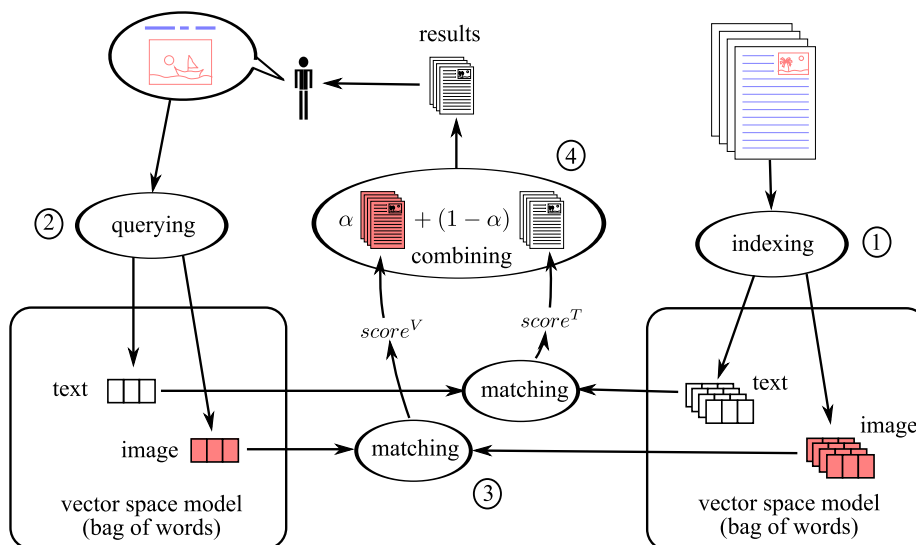 results
④
②
querying
α + (1 − α)
combining
indexing
①
score^V
score^T
text
matching
text
image
matching
image
③
vector space model
(bag of words)
vector space model
(bag of words)